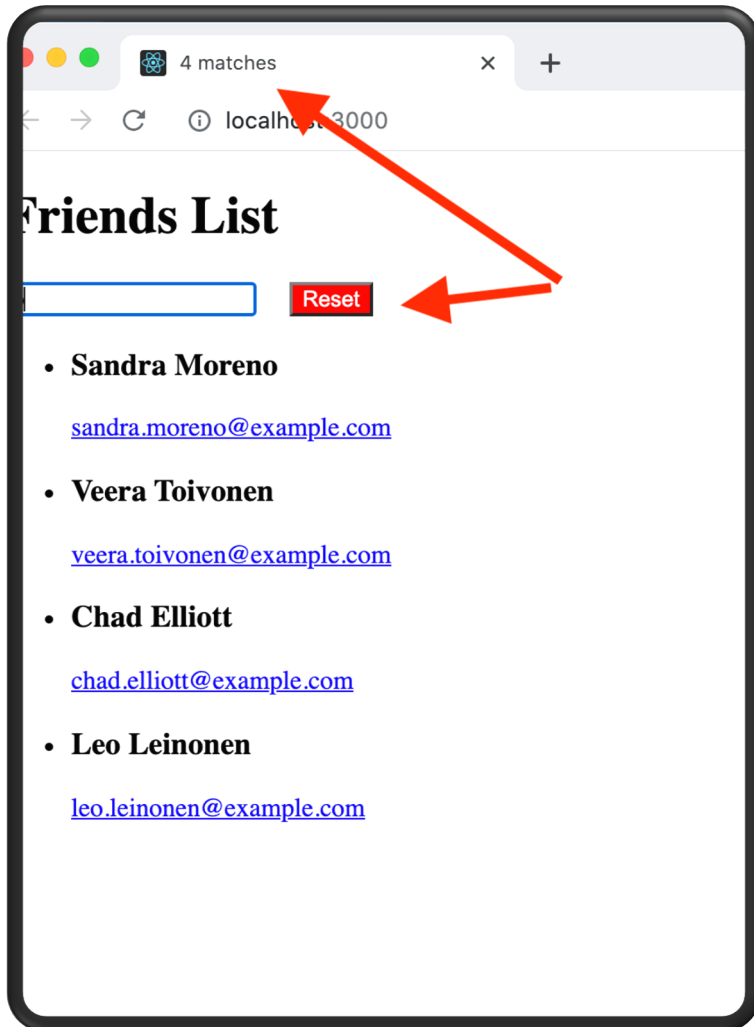 4 matches
localhost:3000
Friends List
Reset
Sandra Moreno
sandra.moreno@example.com
Veera Toivonen
veera.toivonen@example.com
Chad Elliott
chad.elliott@example.com
Leo Leinonen
leo.leinonen@example.com